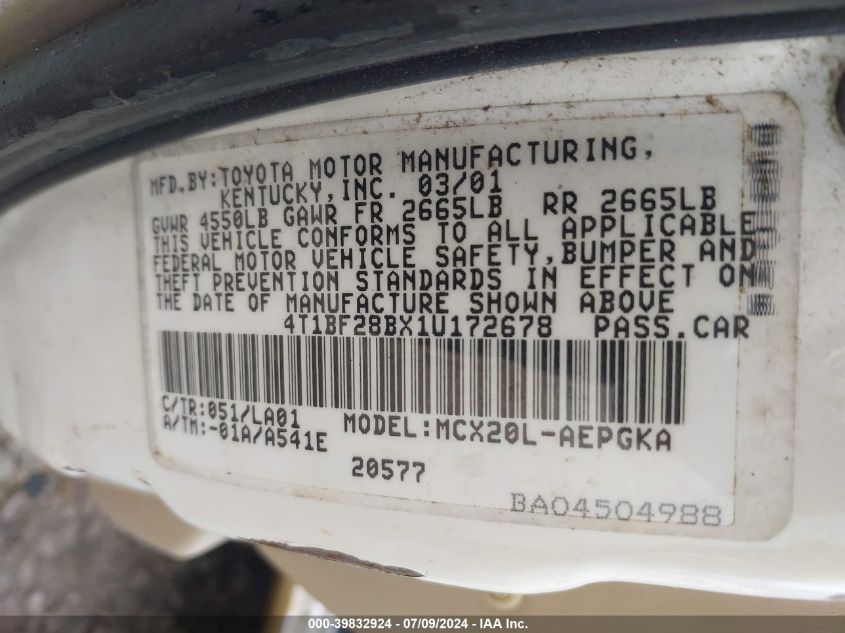 MFD.BY:TOYOTA MOTOR MANUFACTURING,
KENTUCKY,INC. 03/01
GVWR 4550LB GAWR FR 2665LB RR 2665LB
THIS VEHICLE CONFORMS TO ALL APPLICABLE
FEDERAL MOTOR VEHICLE SAFETY,BUMPER AND
THEFT PREVENTION STANDARDS IN EFFECT ON
THE DATE OF MANUFACTURE SHOWN ABOVE
4T1BF28BX1U172678 PASS.CAR
C/TR:051/LA01
A/TM:-01A/A541E
MODEL:MCX20L-AEPGKA
20577
BA04504988
000-39832924 / 07/09/2024 - IAA Inc.